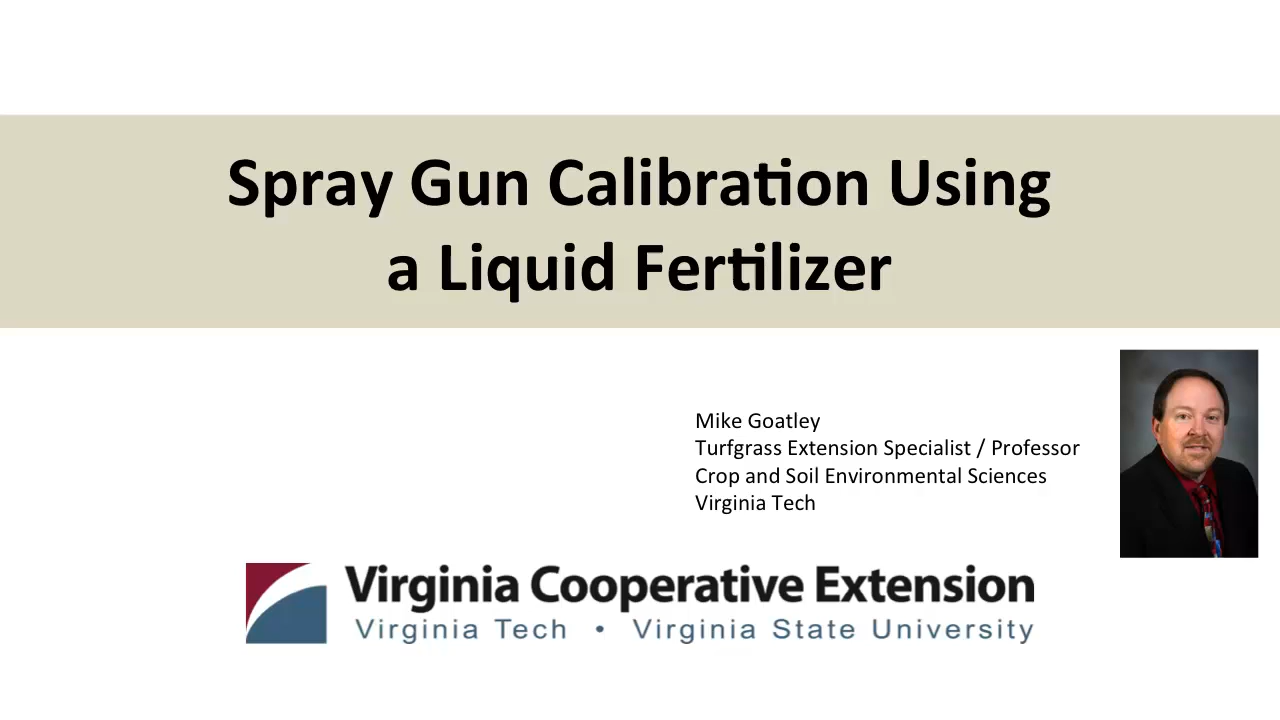 Spray Gun Calibration Using
a Liquid Fertilizer
Mike Goatley
Turfgrass Extension Specialist / Professor
Crop and Soil Environmental Sciences
Virginia Tech
Virginia Cooperative Extension
Virginia Tech • Virginia State University